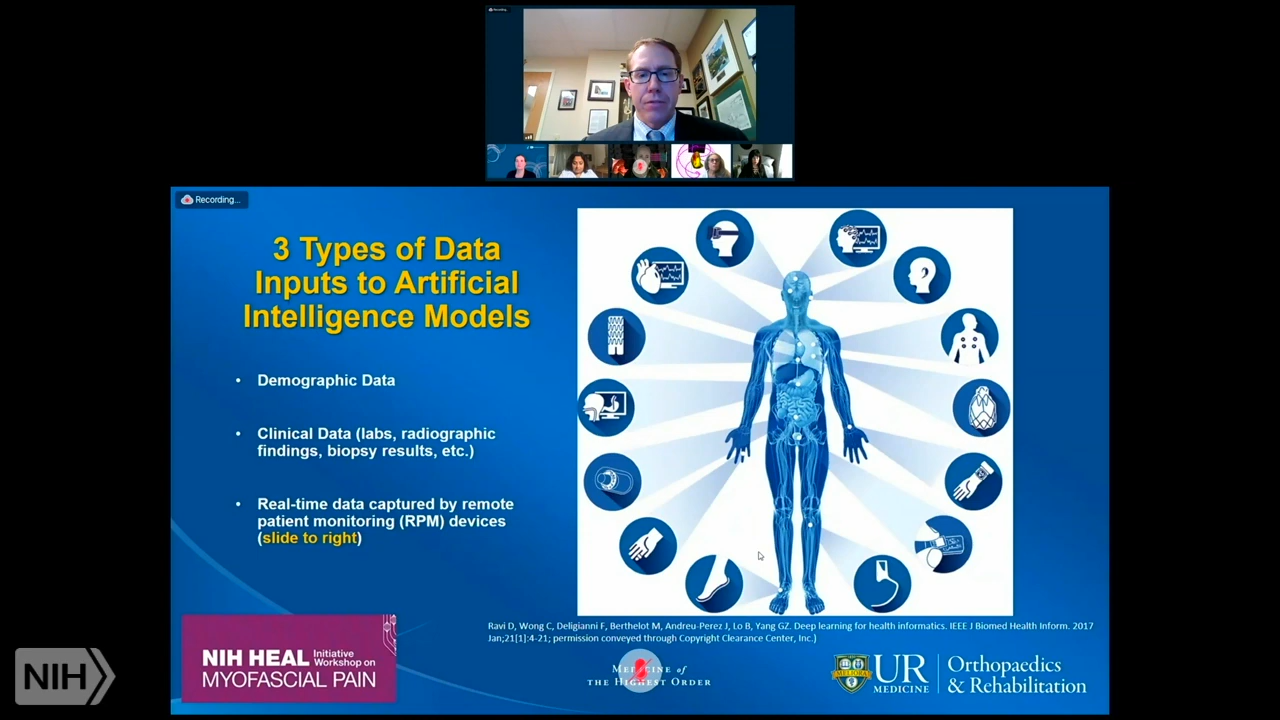 Recording...
Recording...
3 Types of Data
Inputs to Artificial
Intelligence Models
• Demographic Data
• Clinical Data (labs, radiographic
findings, biopsy results, etc.)
• Real-time data captured by remote
patient monitoring (RPM) devices
(slide to right)
Ravi D, Wong C, Deligianni F, Berthelot M, Andreu-Perez J, Lo B, Yang GZ. Deep learning for health informatics. IEEE J Biomed Health Inform. 2017
Jan;21[1]:4-21; permission conveyed through Copyright Clearance Center, Inc.)
NIH HEAL Initiative
Workshop on
MYOFASCIAL PAIN
NIH
MEDICINE of
THE HIGHEST ORDER
MELIORA
UR
MEDICINE
Orthopaedics
& Rehabilitation